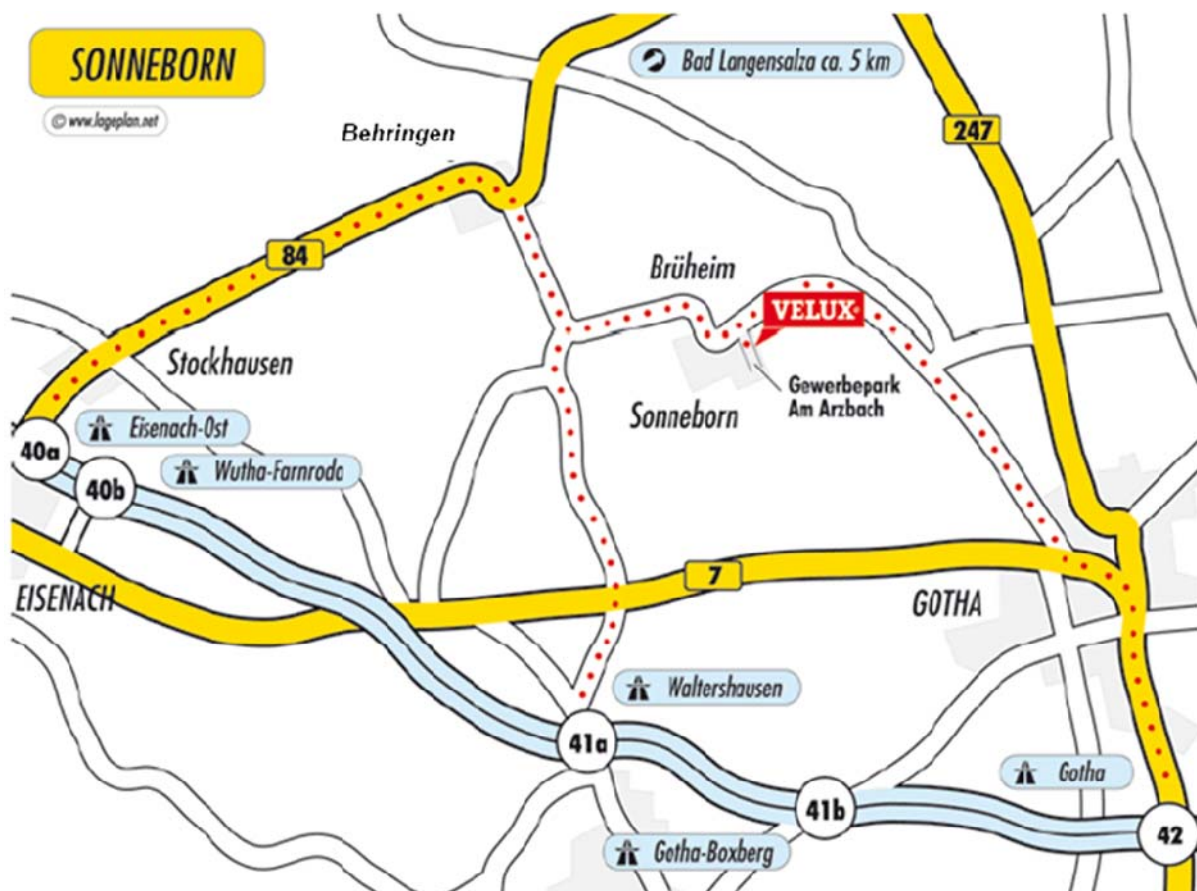 SONNEBORN
© www.lageplan.net
Bad Langensalza ca. 5 km
Behringen
247
84
Brüheim
VELUX®
Stockhausen
Gewerbepark
Am Arzbach
Sonneborn
40a
Eisenach-Ost
Wutha-Farnroda
40b
7
EISENACH
GOTHA
Waltershausen
41a
Gotha
41b
42
Gotha-Boxberg